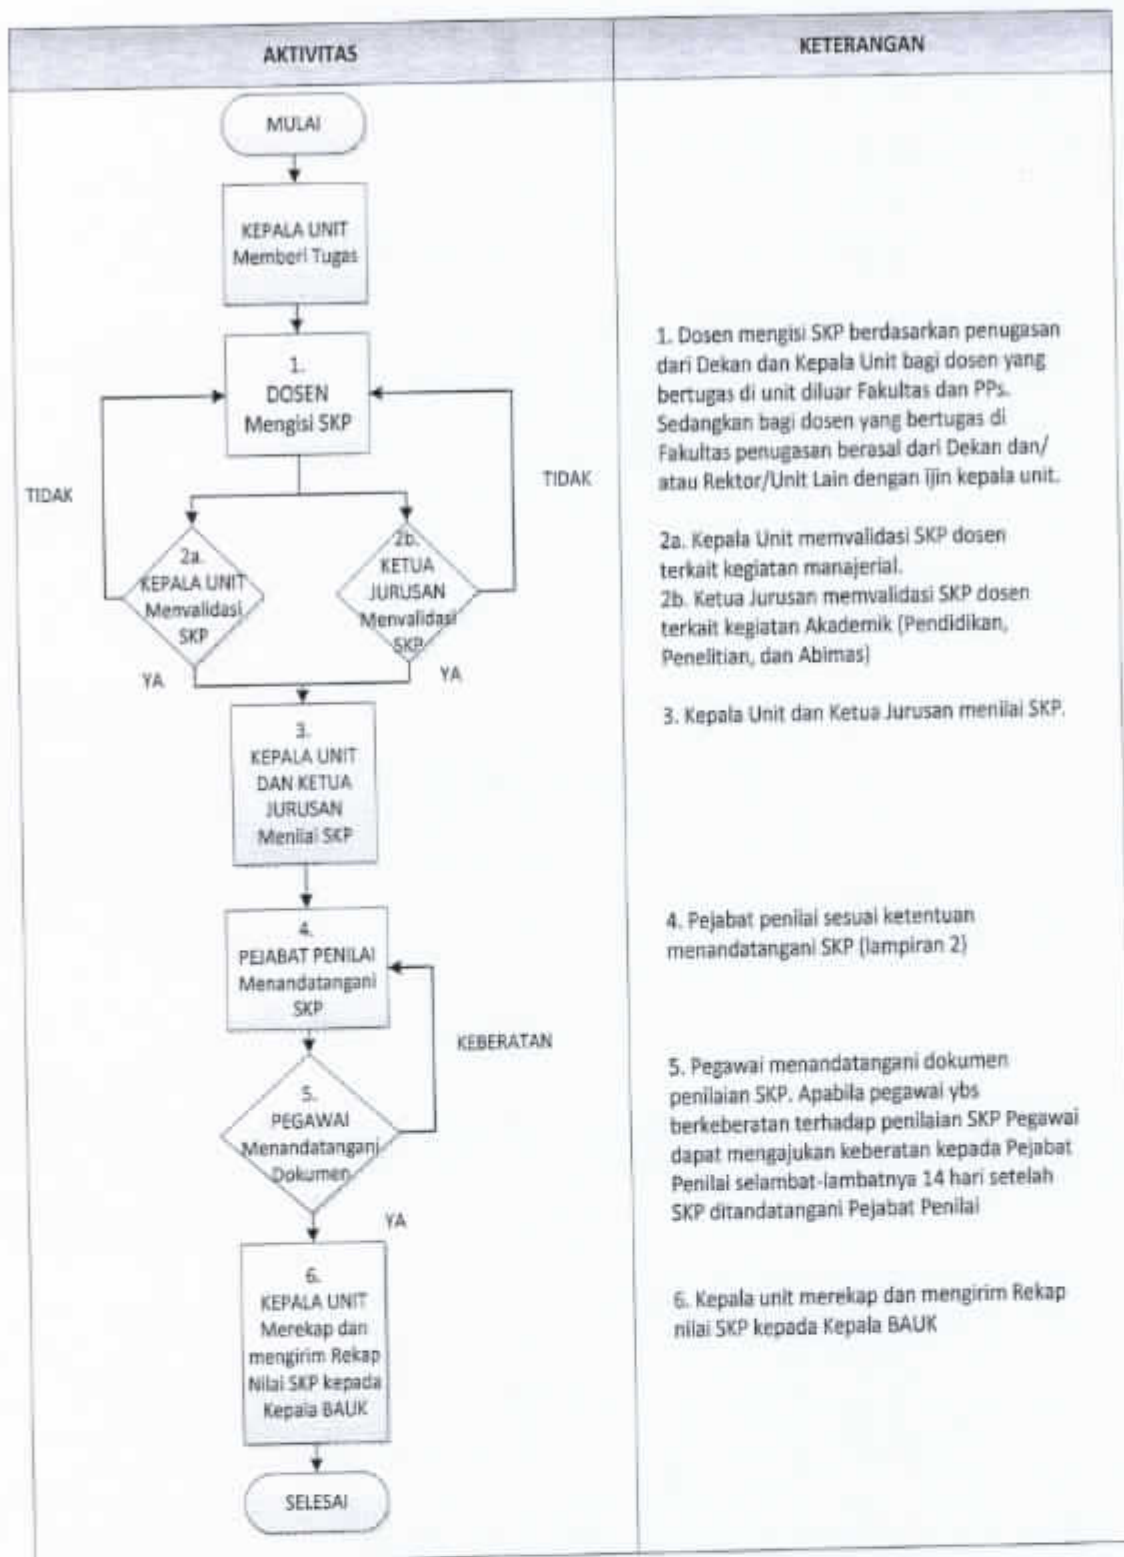 AKTIVITAS
KETERANGAN
MULAI
KEPALA UNIT
Memberi Tugas
1.
DOSEN
Mengisi SKP
TIDAK
TIDAK
2a.
KEPALA UNIT
Menvalidasi
SKP
2b.
KETUA
JURUSAN
Menvalidasi
SKP
YA
YA
3.
KEPALA UNIT
DAN KETUA
JURUSAN
Menilai SKP
4.
PEJABAT PENILAI
Menandatangani
SKP
KEBERATAN
5.
PEGAWAI
Menandatangani
Dokumen
YA
6.
KEPALA UNIT
Merekap dan
mengirim Rekap
Nilai SKP kepada
Kepala BAUK
SELESAI
1. Dosen mengisi SKP berdasarkan penugasan
dari Dekan dan Kepala Unit bagi dosen yang
bertugas di unit diluar Fakultas dan PPs.
Sedangkan bagi dosen yang bertugas di
Fakultas penugasan berasal dari Dekan dan/
atau Rektor/Unit Lain dengan ijin kepala unit.
2a. Kepala Unit memvalidasi SKP dosen
terkait kegiatan manajerial.
2b. Ketua Jurusan memvalidasi SKP dosen
terkait kegiatan Akademik (Pendidikan,
Penelitian, dan Abimas)
3. Kepala Unit dan Ketua Jurusan menilai SKP.
4. Pejabat penilai sesuai ketentuan
menandatangani SKP (lampiran 2)
5. Pegawai menandatangani dokumen
penilaian SKP. Apabila pegawai ybs
berkeberatan terhadap penilaian SKP Pegawai
dapat mengajukan keberatan kepada Pejabat
Penilai selambat-lambatnya 14 hari setelah
SKP ditandatangani Pejabat Penilai
6. Kepala unit merekap dan mengirim Rekap
nilai SKP kepada Kepala BAUK